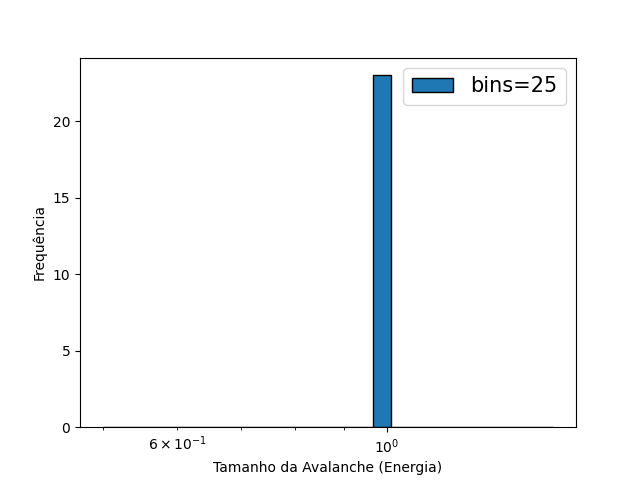 bins=25
Frequência
20
15
10
5
0
6 × 10⁻¹
10⁰
Tamanho da Avalanche (Energia)